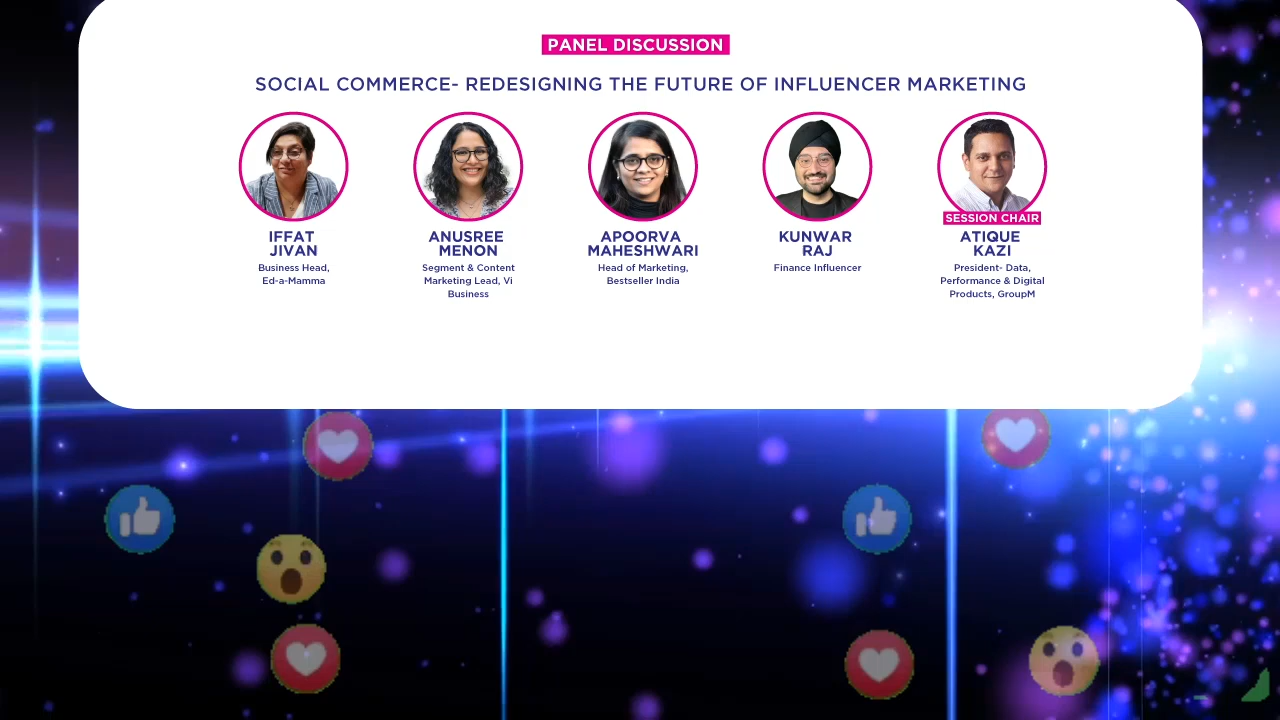 PANEL DISCUSSION
SOCIAL COMMERCE- REDESIGNING THE FUTURE OF INFLUENCER MARKETING
IFFAT
JIVAN
Business Head,
Ed-a-Mamma
ANUSREE
MENON
Segment & Content
Marketing Lead, Vi
Business
APOORVA
MAHESHWARI
Head of Marketing,
Bestseller India
KUNWAR
RAJ
Finance Influencer
SESSION CHAIR
ATIQUE
KAZI
President- Data,
Performance & Digital
Products, GroupM